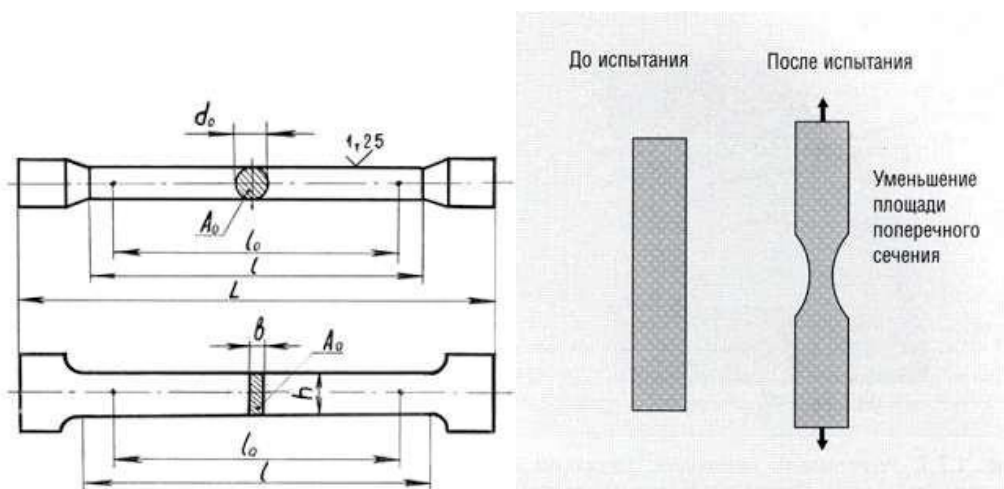 d₀
1,25
A₀
l₀
l
L
в
A₀
h
l₀
l
До испытания
После испытания
Уменьшение
площади
поперечного
сечения